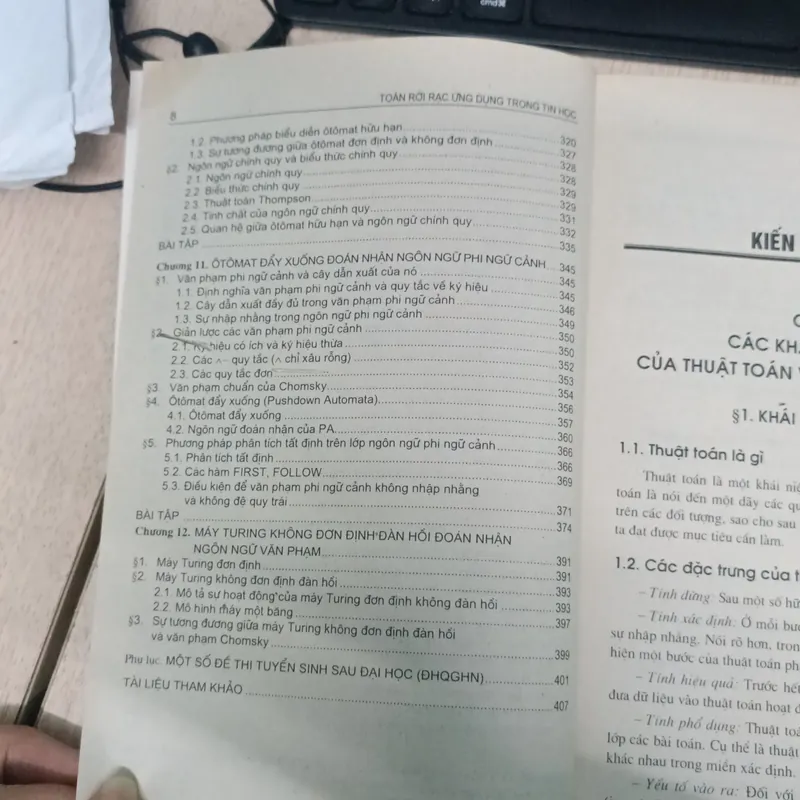 cmd ⌘
8 TOÁN RỜI RẠC ỨNG DỤNG TRONG TIN HỌC
1.2. Phương pháp biểu diễn ôtômat hữu hạn 320
1.3. Sự tương đương giữa ôtômat đơn định và không đơn định 327
§2. Ngôn ngữ chính quy và biểu thức chính quy 328
2.1. Ngôn ngữ chính quy 328
2.2. Biểu thức chính quy 329
2.3. Thuật toán Thompson 329
2.4. Tính chất của ngôn ngữ chính quy 331
2.5. Quan hệ giữa ôtômat hữu hạn và ngôn ngữ chính quy 332
BÀI TẬP 335
Chương 11. ÔTÔMAT ĐẨY XUỐNG ĐOÁN NHẬN NGÔN NGỮ PHI NGỮ CẢNH 345
§1. Văn phạm phi ngữ cảnh và cây dẫn xuất của nó 345
1.1. Định nghĩa văn phạm phi ngữ cảnh và quy tắc về ký hiệu 345
1.2. Cây dẫn xuất đầy đủ trong văn phạm phi ngữ cảnh 346
1.3. Sự nhập nhằng trong ngôn ngữ phi ngữ cảnh 349
§2. Giản lược các văn phạm phi ngữ cảnh 350
2.1. Ký hiệu có ích và ký hiệu thừa 350
2.2. Các ^- quy tắc (^ chỉ xâu rỗng) 352
2.3. Các quy tắc đơn 353
§3. Văn phạm chuẩn của Chomsky 354
§4. Ôtômat đẩy xuống (Pushdown Automata) 356
4.1. Ôtômat đẩy xuống 357
4.2. Ngôn ngữ đoán nhận của PA 360
§5. Phương pháp phân tích tất định trên lớp ngôn ngữ phi ngữ cảnh 366
5.1. Phân tích tất định 366
5.2. Các hàm FIRST, FOLLOW 369
5.3. Điều kiện để văn phạm phi ngữ cảnh không nhập nhằng
và không đệ quy trái 371
BÀI TẬP 374
Chương 12. MÁY TURING KHÔNG ĐƠN ĐỊNH ĐÀN HỒI ĐOÁN NHẬN
NGÔN NGỮ VĂN PHẠM 391
§1. Máy Turing đơn định 391
§2. Máy Turing không đơn định đàn hồi 393
2.1. Mô tả sự hoạt động của máy Turing đơn định không đàn hồi 393
2.2. Mô hình máy một băng 397
§3. Sự tương đương giữa máy Turing không đơn định đàn hồi
và văn phạm Chomsky 399
Phụ lục. MỘT SỐ ĐỀ THI TUYỂN SINH SAU ĐẠI HỌC (ĐHQGHN) 401
TÀI LIỆU THAM KHẢO 407
KIẾN
CÁC KHÁ
CỦA THUẬT TOÁN V
§1. KHÁI
1.1. Thuật toán là gì
Thuật toán là một khái niệ
toán là nói đến một dãy các qu
trên các đối tượng, sao cho sau
ta đạt được mục tiêu cần làm.
1.2. Các đặc trưng của t
– Tính dừng: Sau một số hữ
– Tính xác định: Ở mỗi bướ
sự nhập nhằng. Nói rõ hơn, tron
hiện một bước của thuật toán ph
– Tính hiệu quả: Trước hết
đưa dữ liệu vào thuật toán hoạt đ
– Tính phổ dụng: Thuật toá
lớp các bài toán. Cụ thể là thuật
khác nhau trong miền xác định.
– Yếu tố vào ra: Đối với